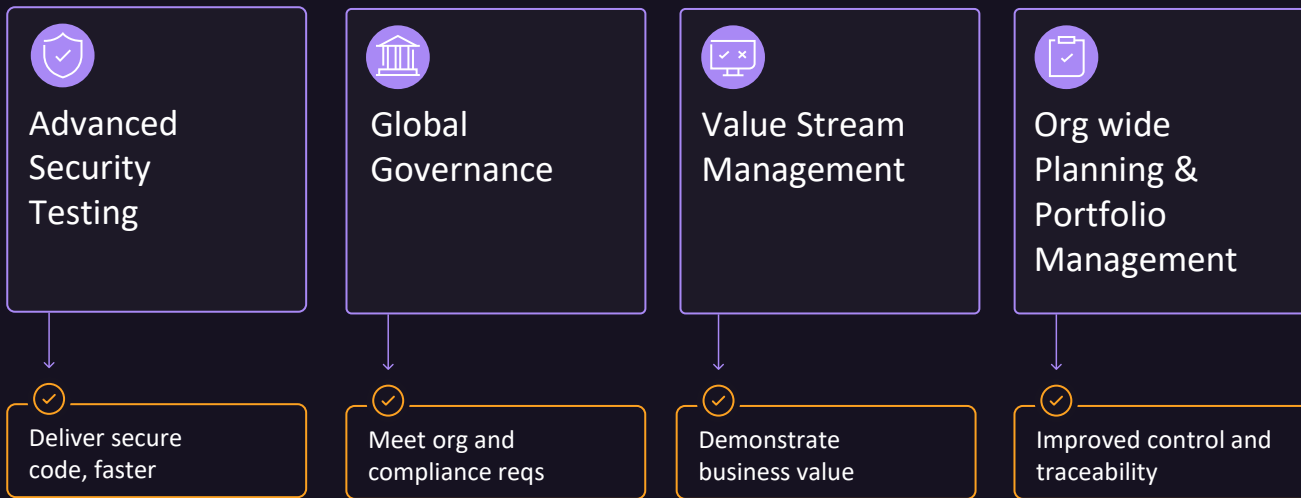 Advanced
Security
Testing
Global
Governance
Value Stream
Management
Org wide
Planning &
Portfolio
Management
Deliver secure
code, faster
Meet org and
compliance reqs
Demonstrate
business value
Improved control and
traceability